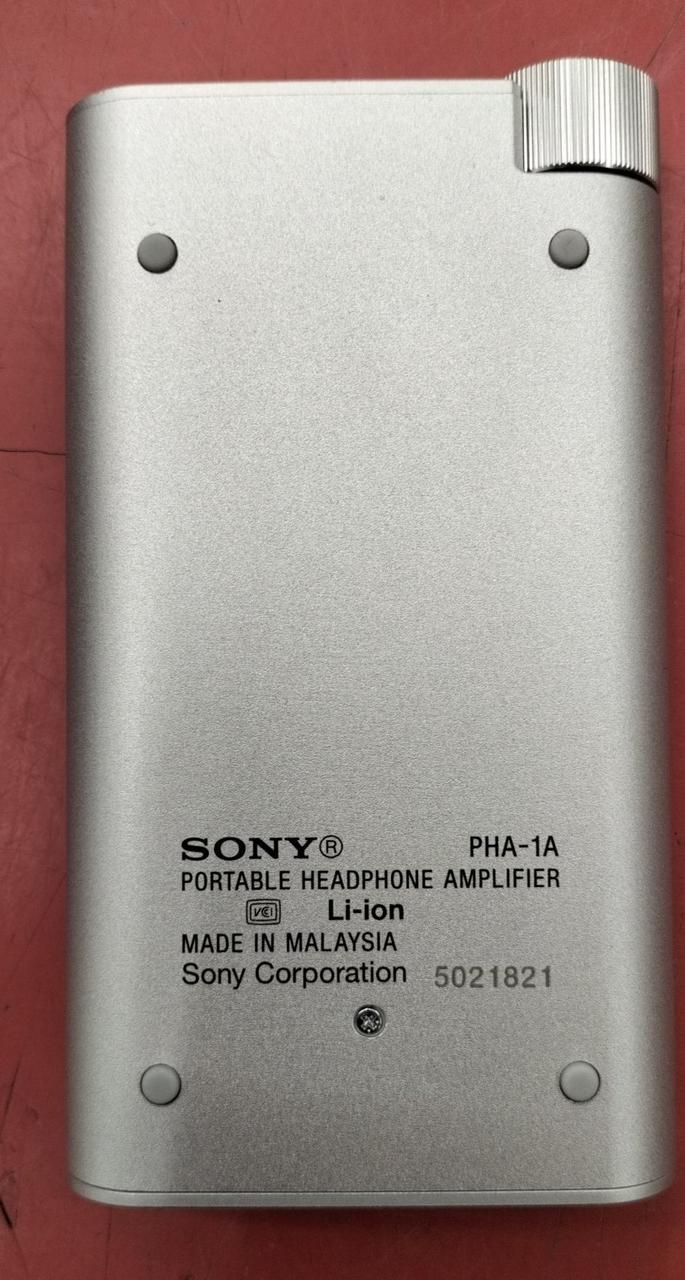 SONY® PHA-1A
PORTABLE HEADPHONE AMPLIFIER
VCCI Li-ion
MADE IN MALAYSIA
Sony Corporation 5021821